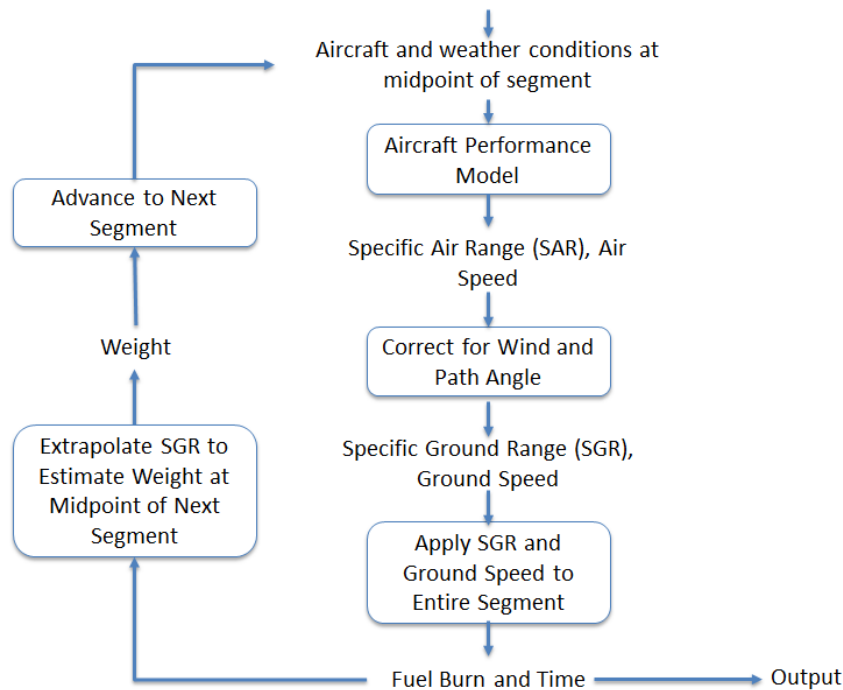 Aircraft and weather conditions at
midpoint of segment
Aircraft Performance
Model
Advance to Next
Segment
Specific Air Range (SAR), Air
Speed
Weight
Correct for Wind and
Path Angle
Extrapolate SGR to
Estimate Weight at
Midpoint of Next
Segment
Specific Ground Range (SGR),
Ground Speed
Apply SGR and
Ground Speed to
Entire Segment
Fuel Burn and Time
Output